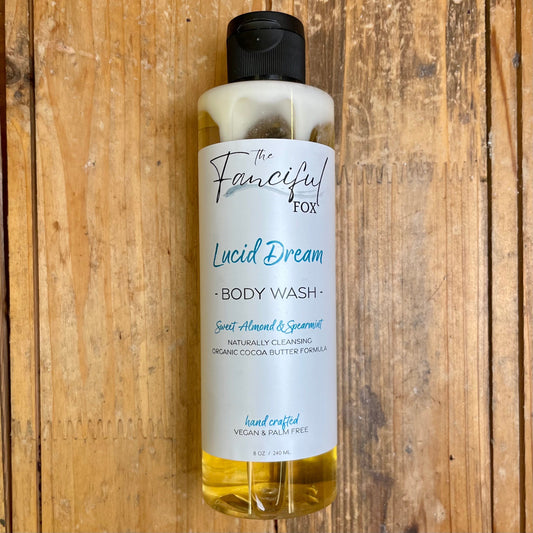 the
Fanciful
FOX
Lucid Dream
- BODY WASH -
Sweet Almond & Spearmint
NATURALLY CLEANSING
ORGANIC COCOA BUTTER FORMULA
hand crafted
VEGAN & PALM FREE
8 OZ / 240 ML